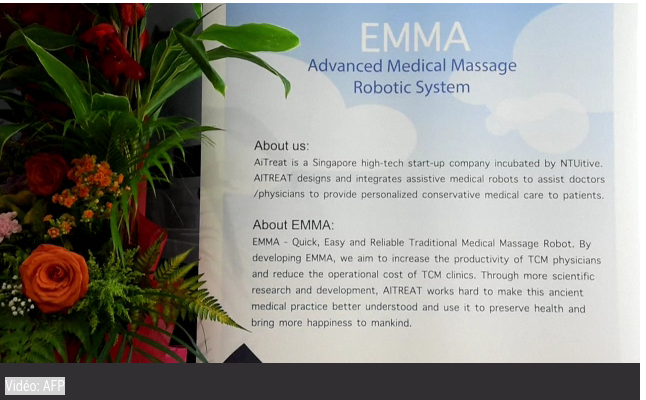 EMMA
Advanced Medical Massage
Robotic System
About us:
AiTreat is a Singapore high-tech start-up company incubated by NTUitive.
AITREAT designs and integrates assistive medical robots to assist doctors
/physicians to provide personalized conservative medical care to patients.
About EMMA:
EMMA - Quick, Easy and Reliable Traditional Medical Massage Robot. By
developing EMMA, we aim to increase the productivity of TCM physicians
and reduce the operational cost of TCM clinics. Through more scientific
research and development, AITREAT works hard to make this ancient
medical practice better understood and use it to preserve health and
bring more happiness to mankind.
Vidéo: AFP